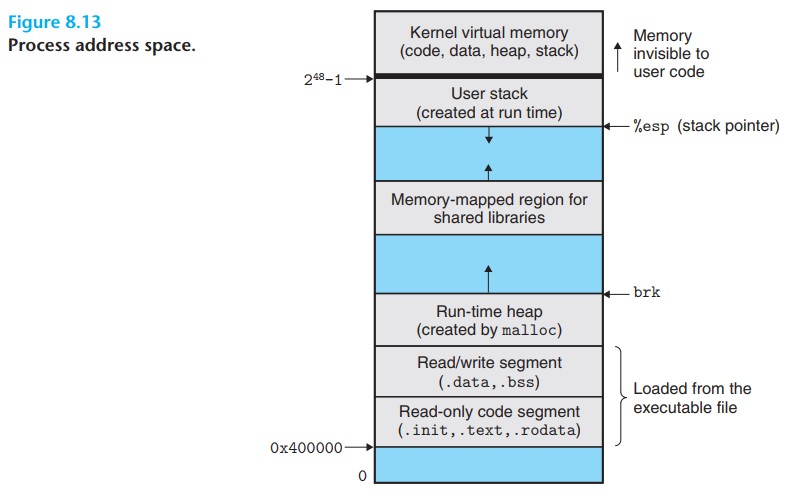 Figure 8.13
Process address space.
Kernel virtual memory
(code, data, heap, stack)
Memory
invisible to
user code
2⁴⁸−1
User stack
(created at run time)
%esp (stack pointer)
Memory-mapped region for
shared libraries
brk
Run-time heap
(created by malloc)
Read/write segment
(.data,.bss)
Loaded from the
executable file
Read-only code segment
(.init,.text,.rodata)
0x400000
0